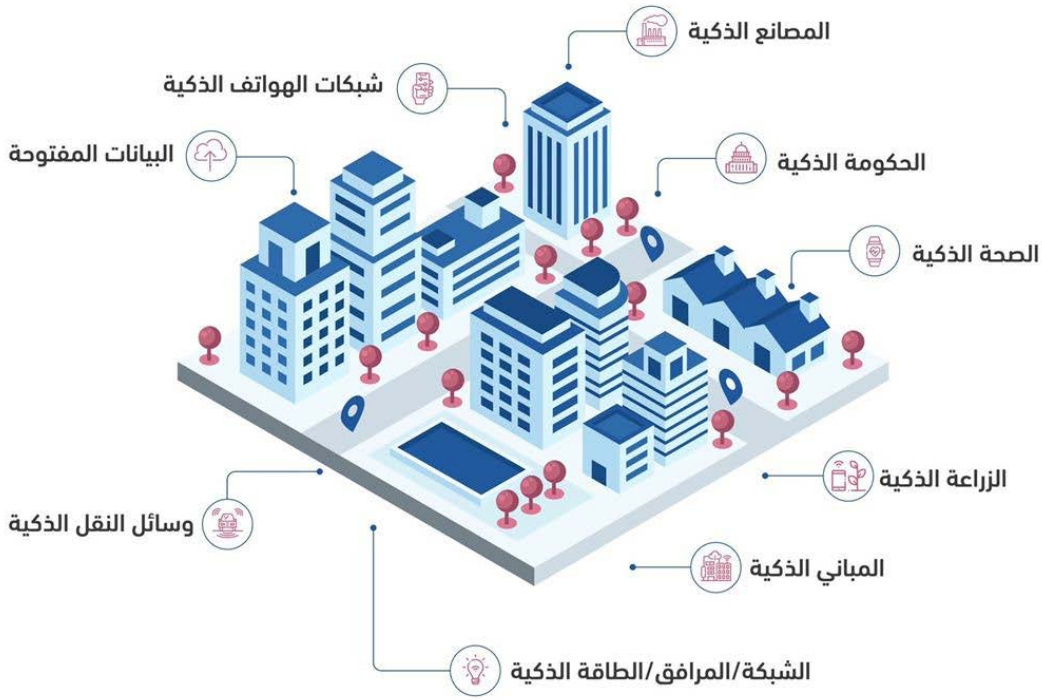 المصانع الذكية
شبكات الهواتف الذكية
البيانات المفتوحة
الحكومة الذكية
الصحة الذكية
الزراعة الذكية
وسائل النقل الذكية
المباني الذكية
الشبكة/المرافق/الطاقة الذكية